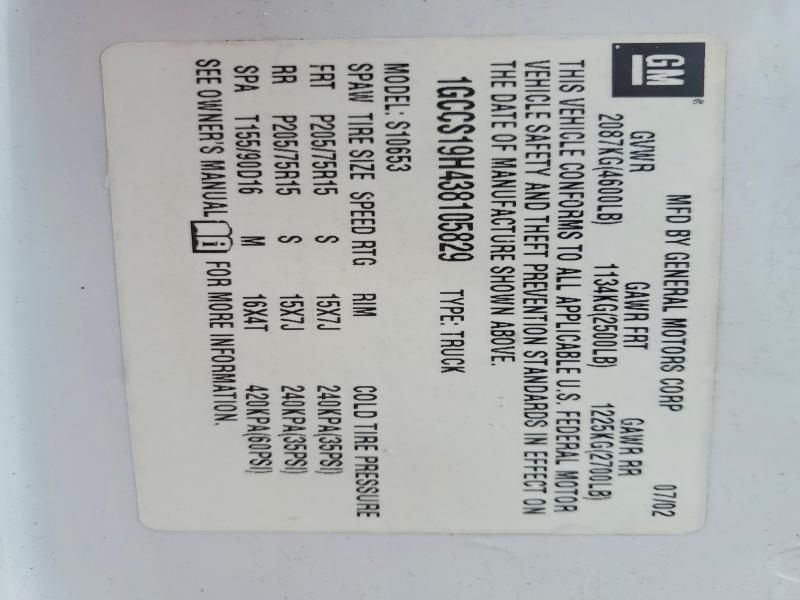 GM
MFD BY GENERAL MOTORS CORP 07/02
GVWR GAWR FRT GAWR RR
2087KG(4600LB) 1134KG(2500LB) 1225KG(2700LB)
THIS VEHICLE CONFORMS TO ALL APPLICABLE U.S. FEDERAL MOTOR
VEHICLE SAFETY AND THEFT PREVENTION STANDARDS IN EFFECT ON
THE DATE OF MANUFACTURE SHOWN ABOVE.
1GCCS19H438105829 TYPE: TRUCK
MODEL: S10653
SPAW TIRE SIZE SPEED RTG RIM COLD TIRE PRESSURE
FRT P205/75R15 S 15X7J 240KPA(35PSI)
RR P205/75R15 S 15X7J 240KPA(35PSI)
SPA T155/90D16 M 16X4T 420KPA(60PSI)
SEE OWNER'S MANUAL FOR MORE INFORMATION.